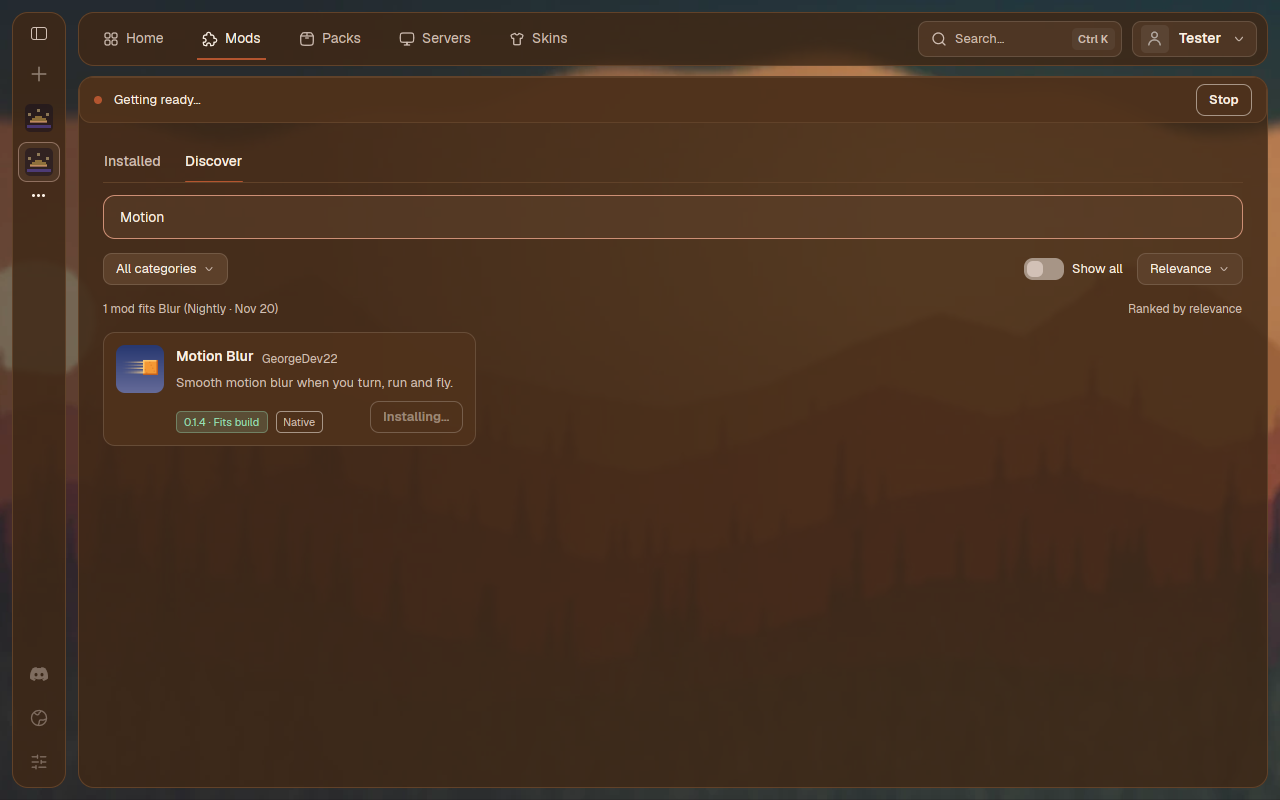 Home
Mods
Packs
Servers
Skins
Search...
Ctrl K
Tester
Getting ready...
Stop
Installed
Discover
Motion
All categories
Show all
Relevance
1 mod fits Blur (Nightly · Nov 20)
Ranked by relevance
Motion Blur GeorgeDev22
Smooth motion blur when you turn, run and fly.
0.1.4 · Fits build
Native
Installing...